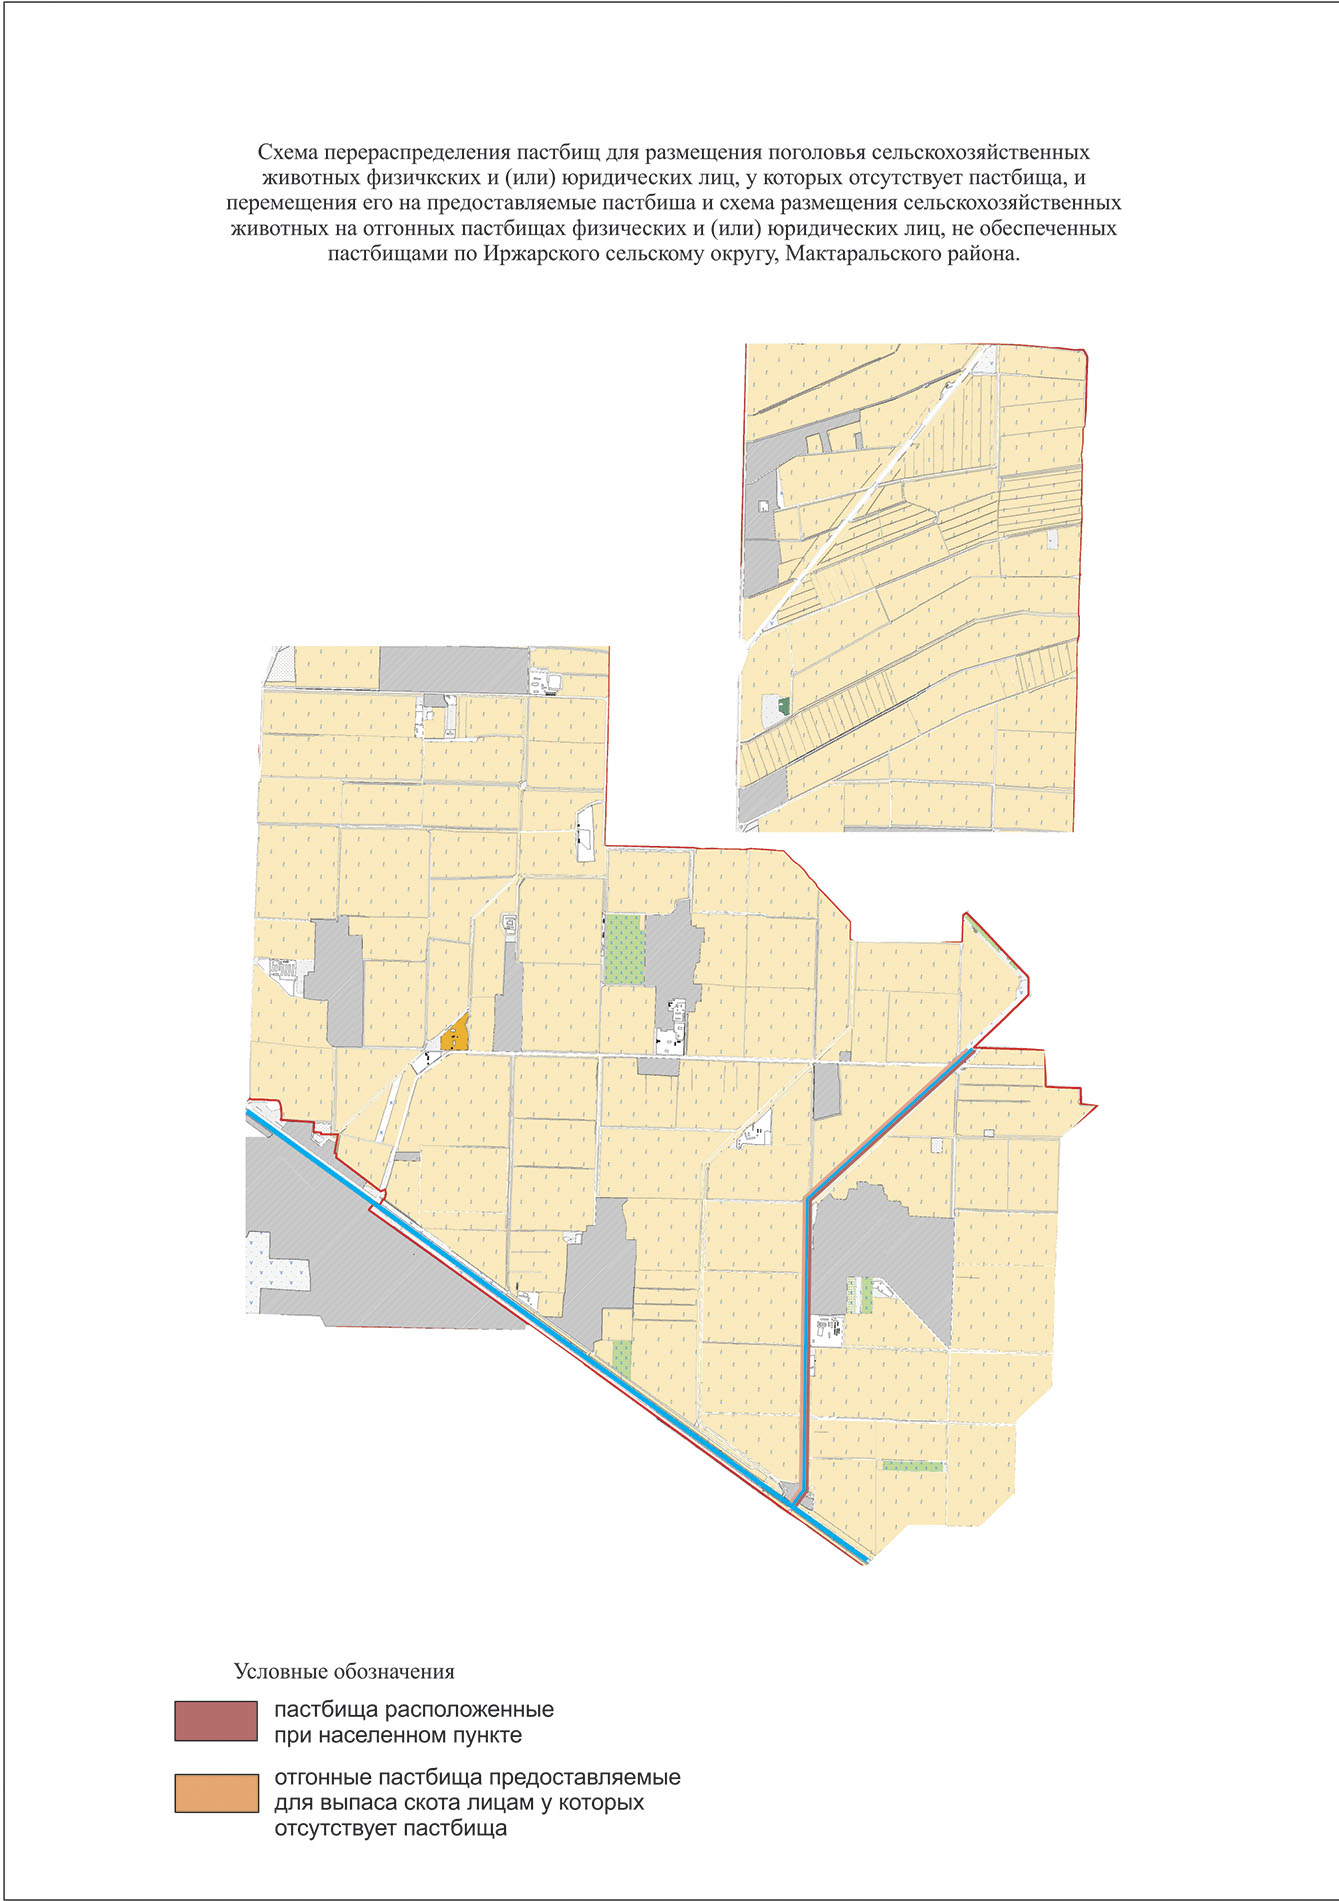 Схема перераспределения пастбищ для размещения поголовья сельскохозяйственных
животных физичкских и (или) юридических лиц, у которых отсутствует пастбища, и
перемещения его на предоставляемые пастбиша и схема размещения сельскохозяйственных
животных на отгонных пастбищах физических и (или) юридических лиц, не обеспеченных
пастбищами по Иржарского сельскому округу, Мактаральского района.
Условные обозначения
пастбища расположенные
при населенном пункте
отгонные пастбища предоставляемые
для выпаса скота лицам у которых
отсутствует пастбища